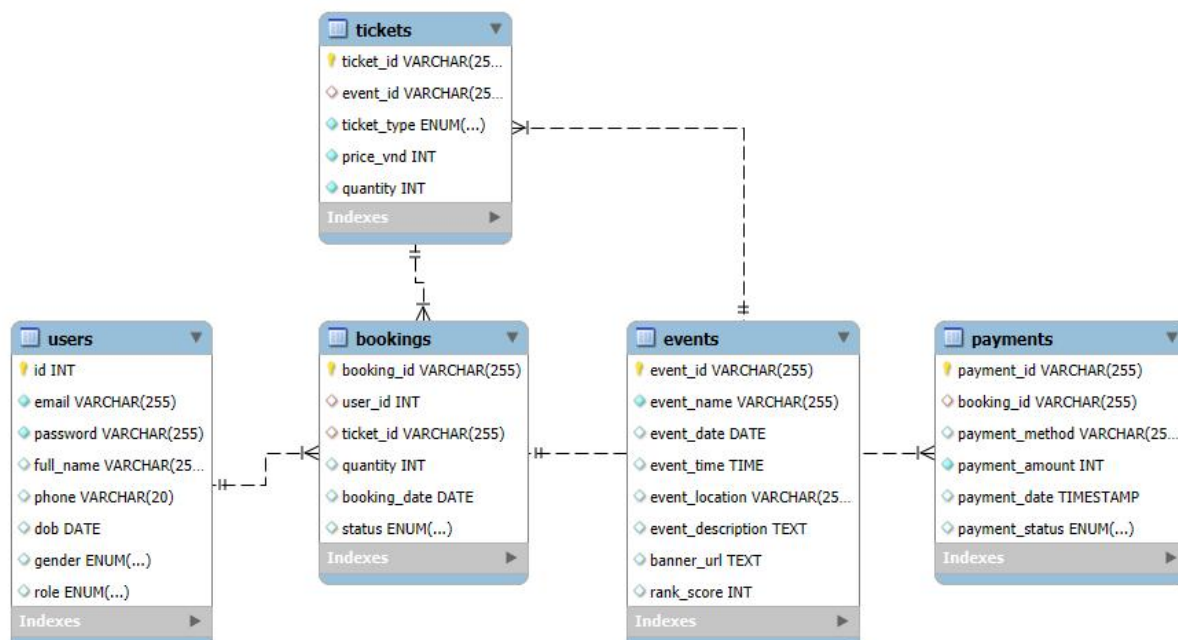 tickets
ticket_id VARCHAR(25...
event_id VARCHAR(25...
ticket_type ENUM(...)
price_vnd INT
quantity INT
Indexes
users
id INT
email VARCHAR(255)
password VARCHAR(255)
full_name VARCHAR(25...
phone VARCHAR(20)
dob DATE
gender ENUM(...)
role ENUM(...)
Indexes
bookings
booking_id VARCHAR(255)
user_id INT
ticket_id VARCHAR(255)
quantity INT
booking_date DATE
status ENUM(...)
Indexes
events
event_id VARCHAR(255)
event_name VARCHAR(255)
event_date DATE
event_time TIME
event_location VARCHAR(25...
event_description TEXT
banner_url TEXT
rank_score INT
Indexes
payments
payment_id VARCHAR(255)
booking_id VARCHAR(255)
payment_method VARCHAR(25...
payment_amount INT
payment_date TIMESTAMP
payment_status ENUM(...)
Indexes